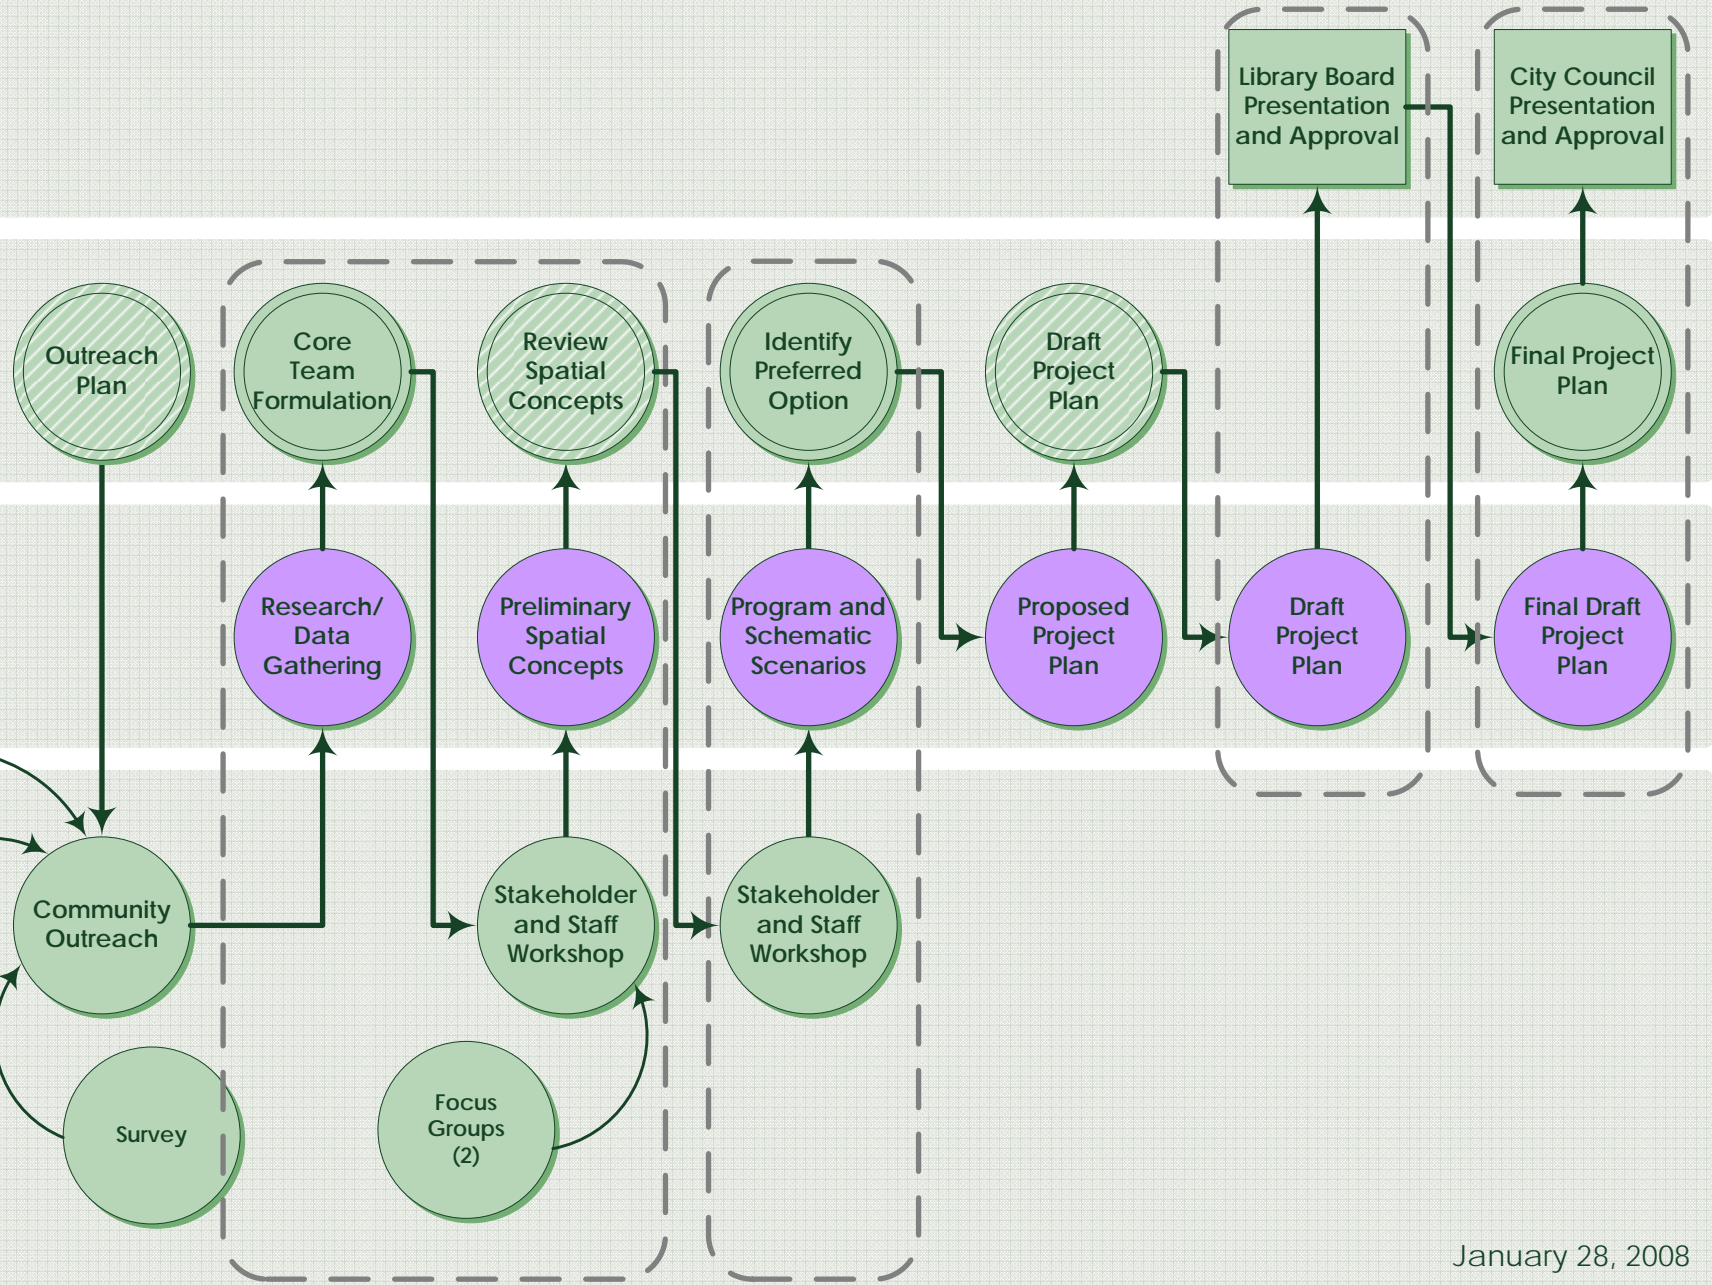 Library Board
Presentation
and Approval
City Council
Presentation
and Approval
Outreach
Plan
Core
Team
Formulation
Review
Spatial
Concepts
Identify
Preferred
Option
Draft
Project
Plan
Final Project
Plan
Research/
Data
Gathering
Preliminary
Spatial
Concepts
Program and
Schematic
Scenarios
Proposed
Project
Plan
Draft
Project
Plan
Final Draft
Project
Plan
Community
Outreach
Stakeholder
and Staff
Workshop
Stakeholder
and Staff
Workshop
Survey
Focus
Groups
(2)
January 28, 2008